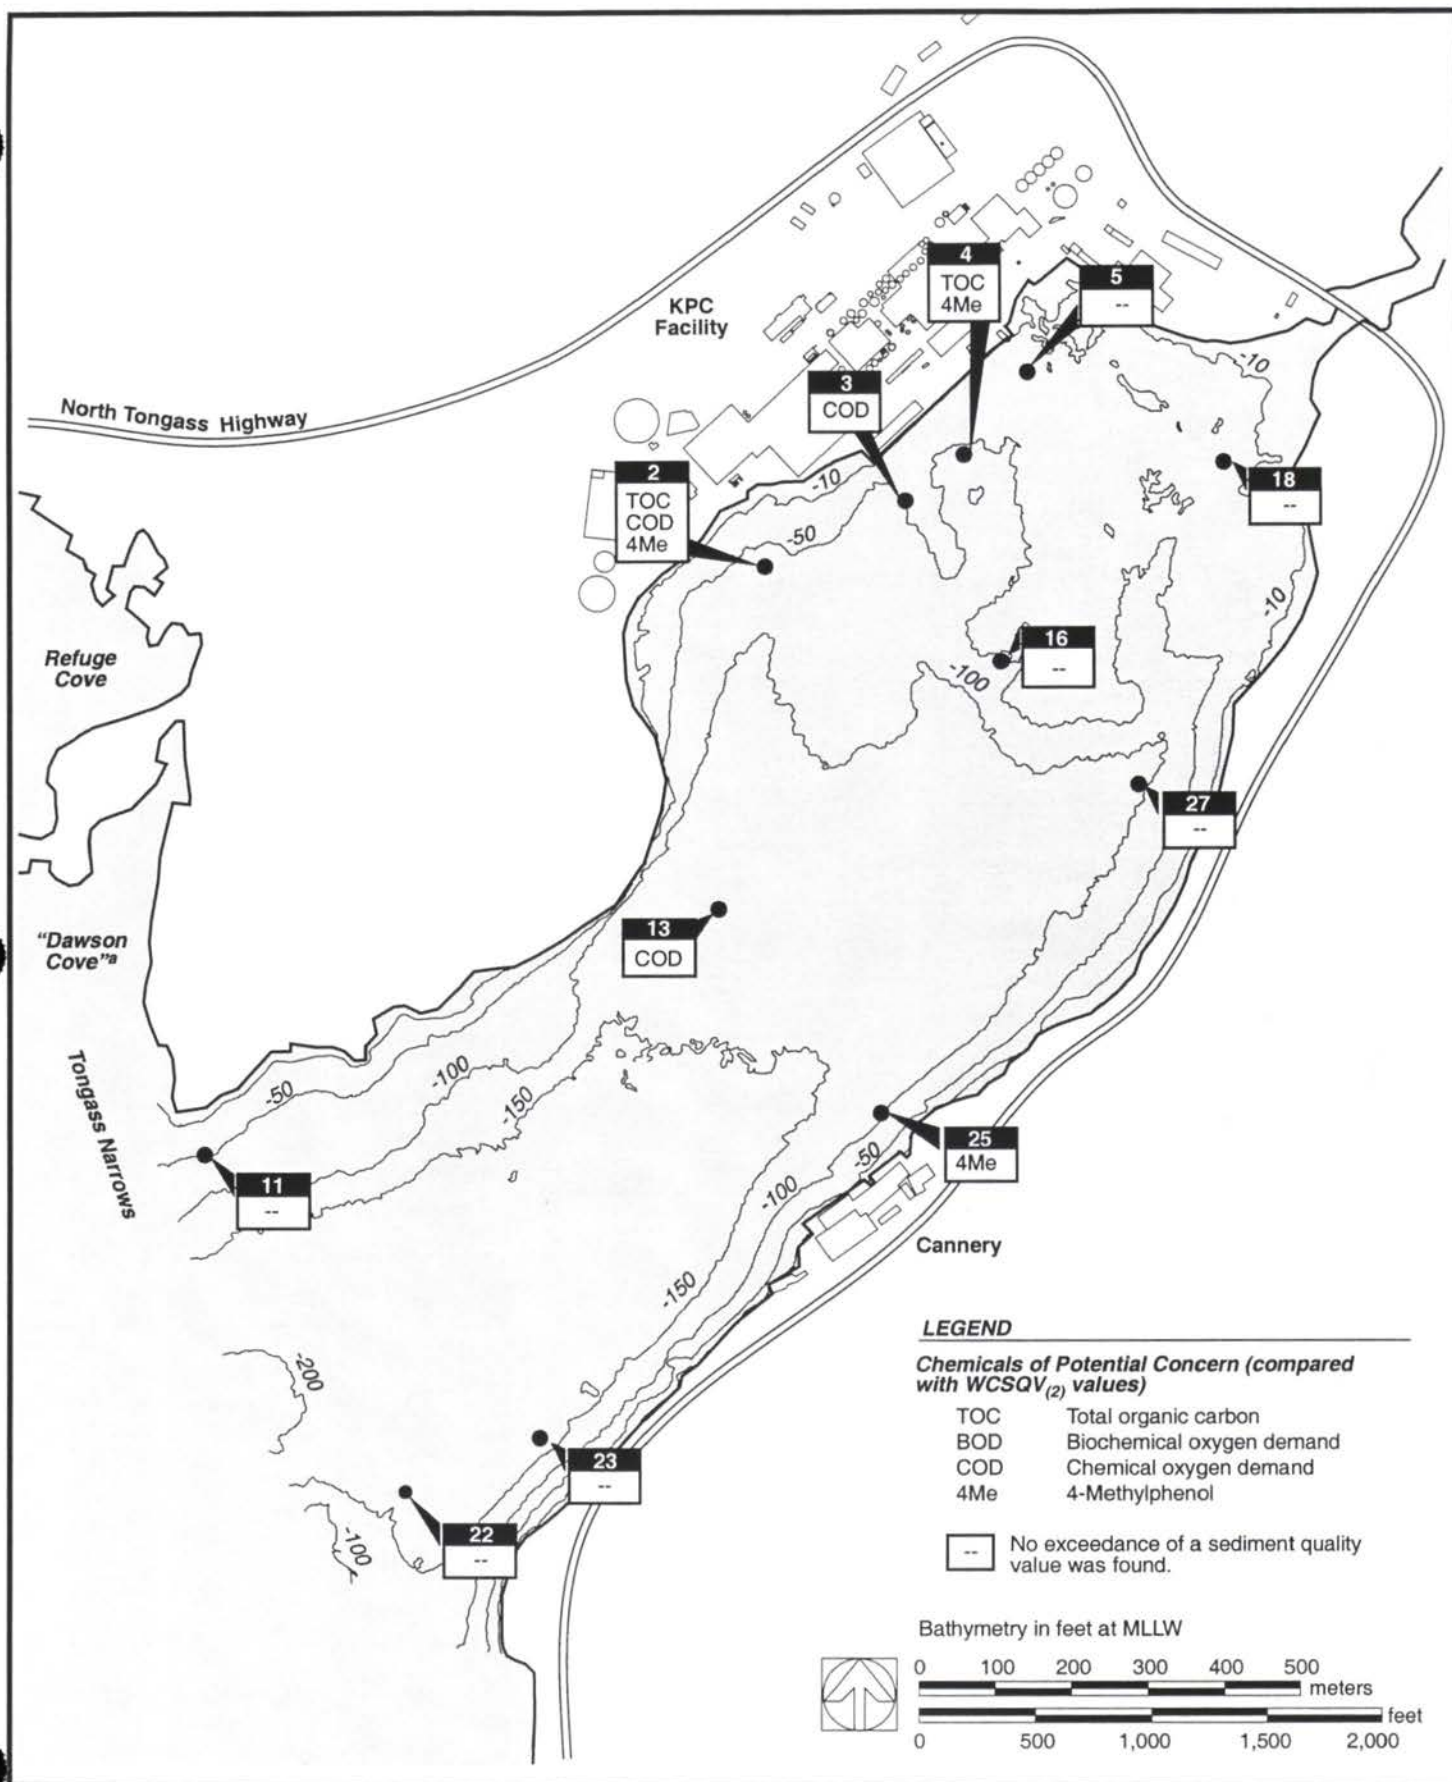 4
TOC
4Me
5
--
KPC
Facility
-10
3
COD
North Tongass Highway
2
TOC
COD
4Me
-10
-50
18
--
-10
Refuge
Cove
16
--
-100
27
--
13
COD
"Dawson
Cove"a
Tongass Narrows
-50
-100
-150
25
4Me
-50
-100
11
--
Cannery
-150
-200
LEGEND
Chemicals of Potential Concern (compared
with WCSQV(2) values)
TOC Total organic carbon
BOD Biochemical oxygen demand
COD Chemical oxygen demand
4Me 4-Methylphenol
23
--
22
--
-100
-- No exceedance of a sediment quality
value was found.
Bathymetry in feet at MLLW
0 100 200 300 400 500
meters
feet
0 500 1,000 1,500 2,000